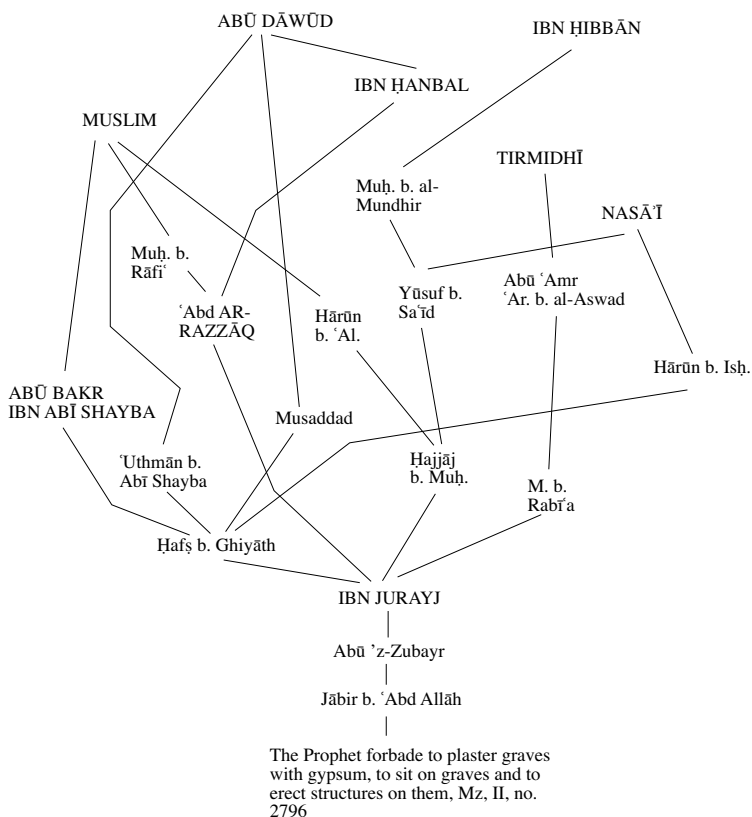 ABŪ DĀWŪD
IBN ḤIBBĀN
IBN ḤANBAL
MUSLIM
TIRMIDHĪ
Muḥ. b. al-
Mundhir
NASĀʾĪ
Muḥ. b.
Rāfiʿ
Abū ʿAmr
ʿAr. b. al-Aswad
Yūsuf b.
Saʿīd
ʿAbd AR-
RAZZĀQ
Hārūn
b. ʿAl.
Hārūn b. Isḥ.
ABŪ BAKR
IBN ABĪ SHAYBA
Musaddad
ʿUthmān b.
Abī Shayba
Ḥajjāj
b. Muḥ.
M. b.
Rabīʿa
Ḥafṣ b. Ghiyāth
IBN JURAYJ
Abū ’z-Zubayr
Jābir b. ʿAbd Allāh
The Prophet forbade to plaster graves
with gypsum, to sit on graves and to
erect structures on them, Mz, II, no.
2796